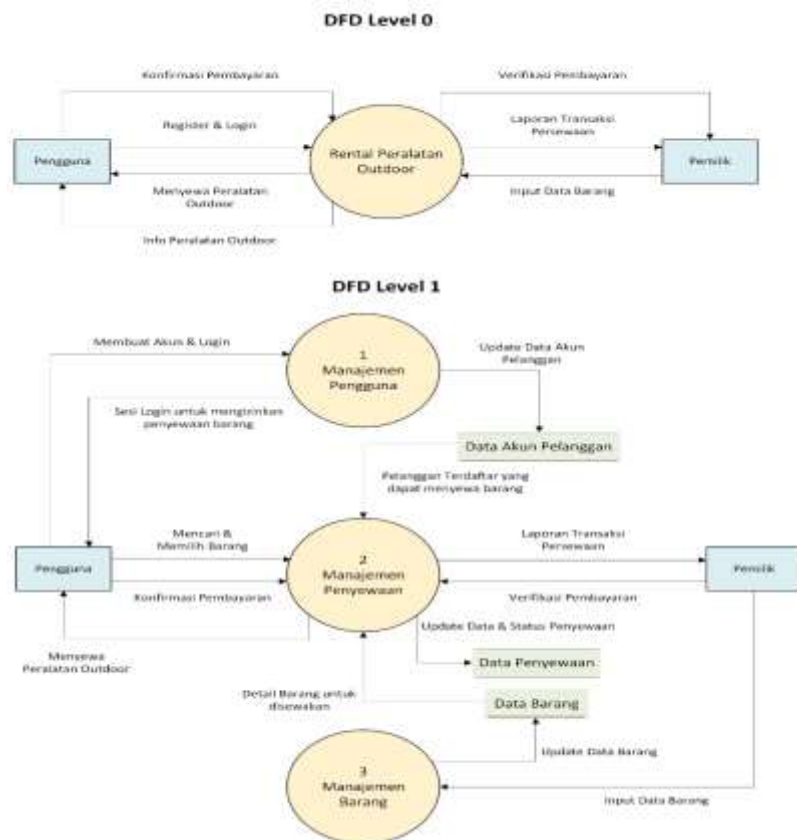 DFD Level 0
Konfirmasi Pembayaran
Verifikasi Pembayaran
Register & Login
Laporan Transaksi
Persewaan
Pengguna
Rental Peralatan
Outdoor
Pemilik
Menyewa Peralatan
Outdoor
Input Data Barang
Info Peralatan Outdoor
DFD Level 1
Membuat Akun & Login
1
Manajemen
Pengguna
Update Data Akun
Pelanggan
Sesi Login untuk mengizinkan
penyewaan barang
Data Akun Pelanggan
Pelanggan Terdaftar yang
dapat menyewa barang
Mencari &
Memilih Barang
Laporan Transaksi
Persewaan
Pengguna
2
Manajemen
Penyewaan
Pemilik
Konfirmasi Pembayaran
Verifikasi Pembayaran
Update Data & Status Penyewaan
Menyewa
Peralatan Outdoor
Data Penyewaan
Detail Barang untuk
disewakan
Data Barang
Update Data Barang
3
Manajemen
Barang
Input Data Barang